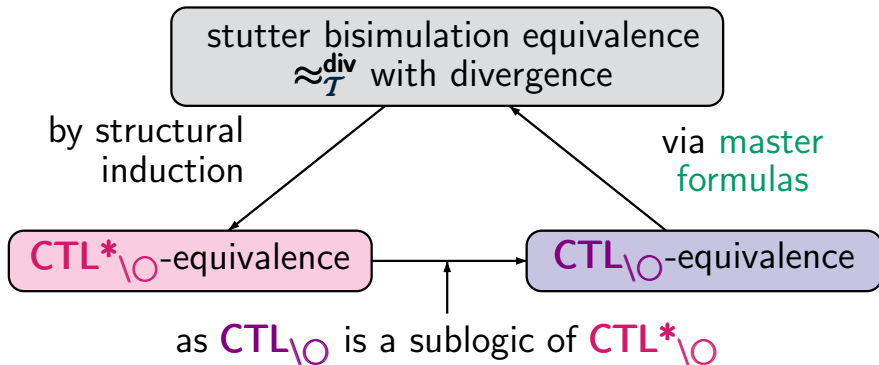 stutter bisimulation equivalence
≈𝒯^div with divergence
by structural
induction
via master
formulas
CTL*\○-equivalence
CTL\○-equivalence
as CTL\○ is a sublogic of CTL*\○